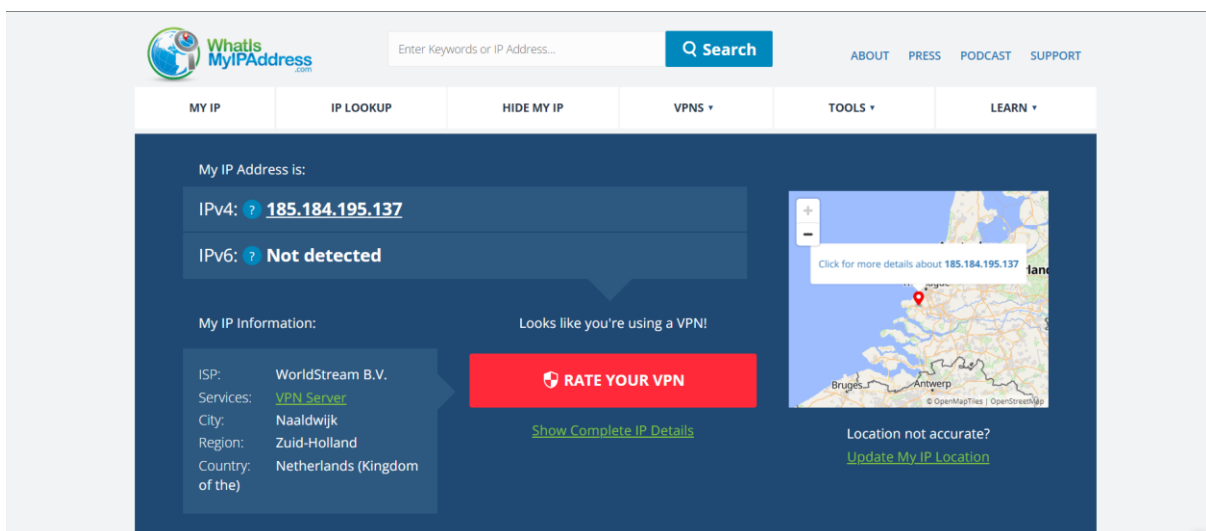 WhatIs
MyIPAddress
.com
Enter Keywords or IP Address...
Search
ABOUT PRESS PODCAST SUPPORT
MY IP IP LOOKUP HIDE MY IP VPNS ▾ TOOLS ▾ LEARN ▾
My IP Address is:
IPv4: ? 185.184.195.137
IPv6: ? Not detected
My IP Information:
ISP: WorldStream B.V.
Services: VPN Server
City: Naaldwijk
Region: Zuid-Holland
Country: Netherlands (Kingdom
of the)
Looks like you're using a VPN!
RATE YOUR VPN
Show Complete IP Details
+
−
Click for more details about 185.184.195.137
Bruges
Antwerp
© OpenMapTiles | OpenStreetMap
Location not accurate?
Update My IP Location